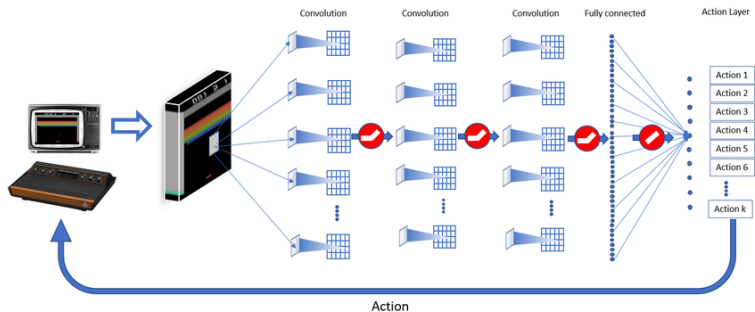 Convolution
Convolution
Convolution
Fully connected
Action Layer
Action 1
Action 2
Action 3
Action 4
Action 5
Action 6
Action k
Action